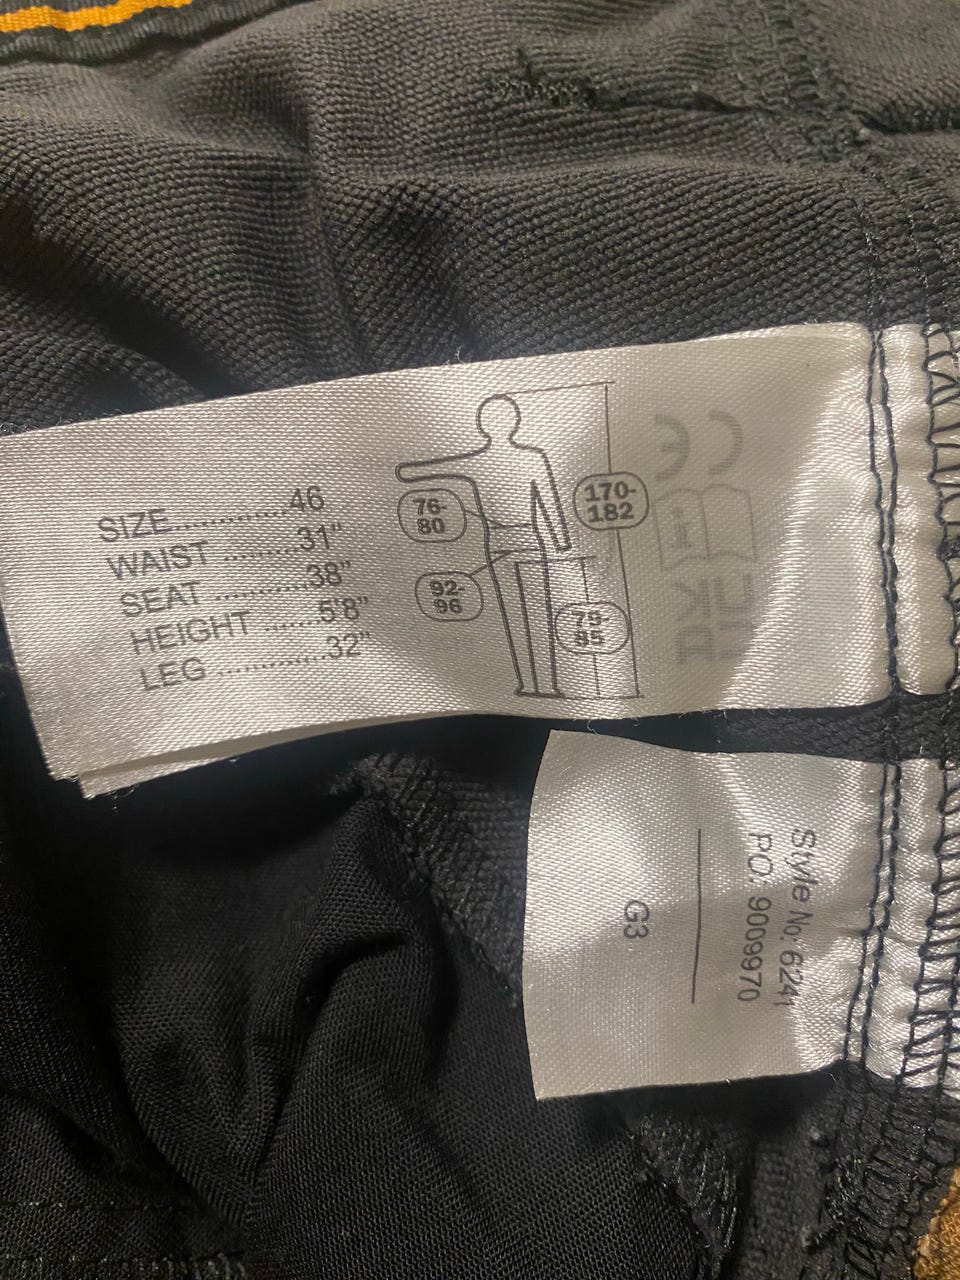 SIZE..............46
WAIST ..........31"
SEAT ............38"
HEIGHT .......5'8"
LEG ..............32"
76-
80
170-
182
92-
96
79-
85
Style No: 6241
PO: 9009970
G3